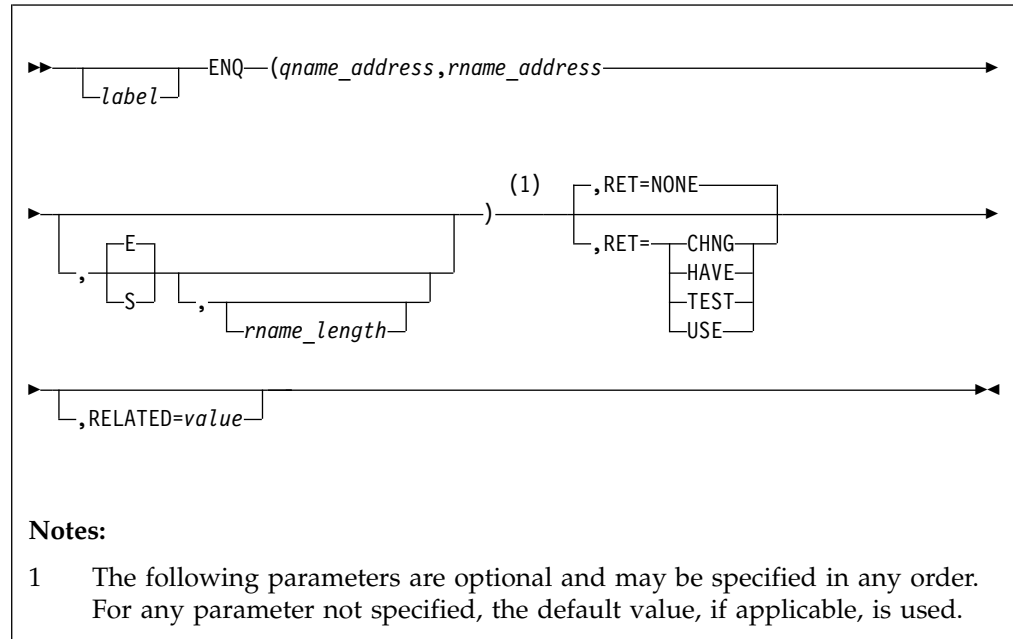 ENQ (qname_address,rname_address
label
(1) ,RET=NONE
)
E ,RET= CHNG
, S , HAVE
rname_length TEST
USE
,RELATED=value
Notes:
1 The following parameters are optional and may be specified in any order.
For any parameter not specified, the default value, if applicable, is used.